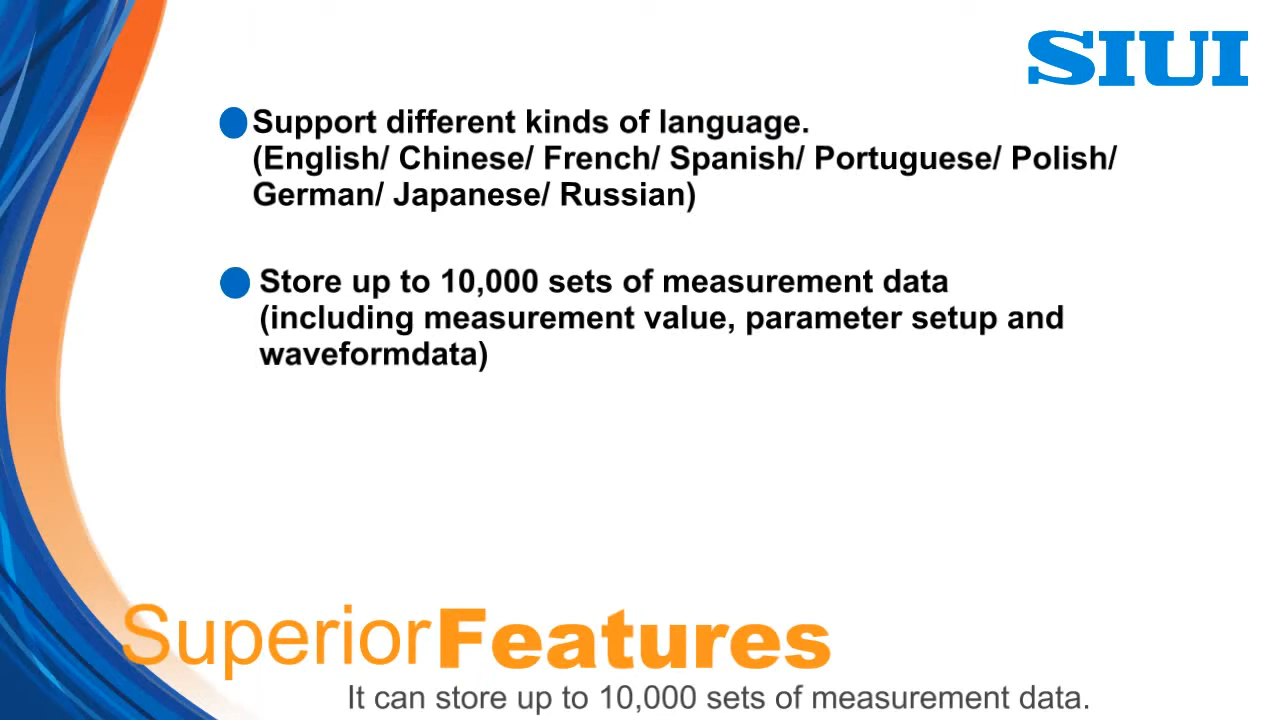 SIUI
Support different kinds of language.
(English/ Chinese/ French/ Spanish/ Portuguese/ Polish/
German/ Japanese/ Russian)
Store up to 10,000 sets of measurement data
(including measurement value, parameter setup and
waveformdata)
SuperiorFeatures
It can store up to 10,000 sets of measurement data.